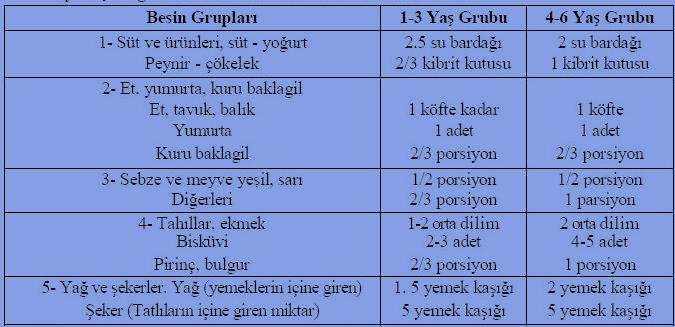 Besin Grupları 1-3 Yaş Grubu 4-6 Yaş Grubu
1- Süt ve ürünleri, süt - yoğurt 2.5 su bardağı 2 su bardağı
Peynir - çökelek 2/3 kibrit kutusu 1 kibrit kutusu
2- Et. yumurta, kuru baklagil
Et, tavuk, balık 1 köfte kadar 1 köfte
Yumurta 1 adet 1 adet
Kuru baklagil 2/3 porsiyon 2/3 porsiyon
3- Sebze ve meyve yeşil, sarı 1/2 porsiyon 1/2 porsiyon
Diğerleri 2/3 porsiyon 1 parsiyon
4- Tahıllar, ekmek 1-2 orta dilim 2 orta dilim
Bisküvi 2-3 adet 4-5 adet
Pirinç, bulgur 2/3 porsiyon 1 porsiyon
5- Yağ ve şekerler. Yağ (yemeklerin içine giren) 1. 5 yemek kaşığı 2 yemek kaşığı
Şeker (Tatlıların içine giren miktar) 5 yemek kaşığı 5 yemek kaşığı